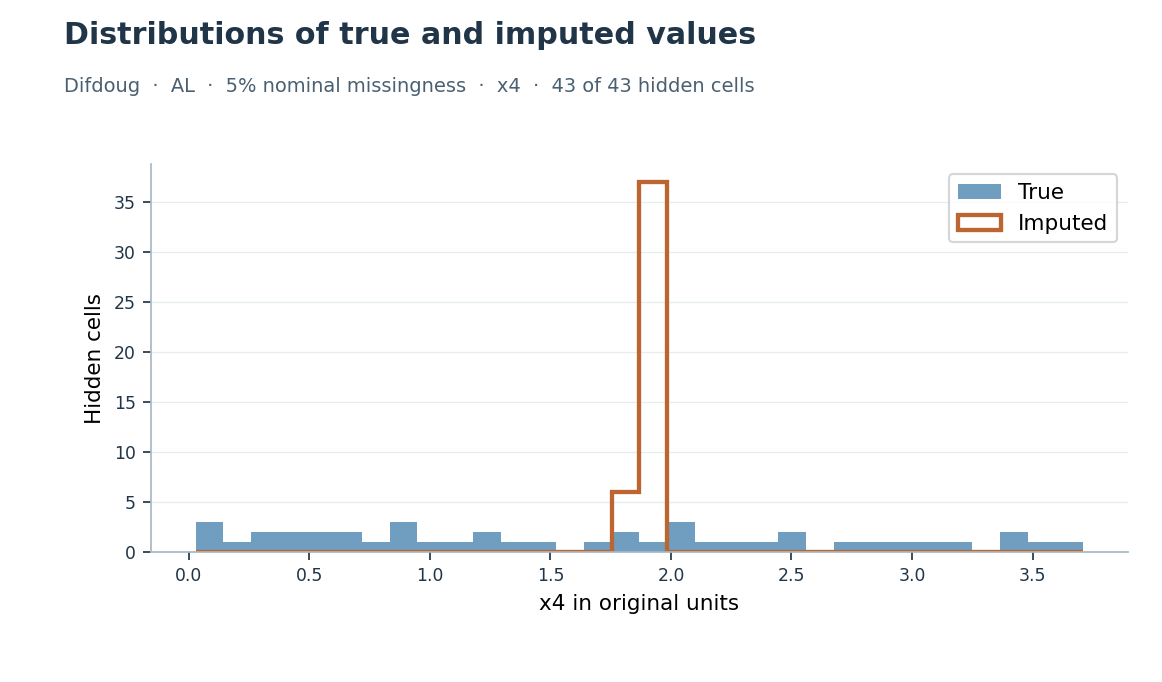 Distributions of true and imputed values
Difdoug · AL · 5% nominal missingness · x4 · 43 of 43 hidden cells
True
Imputed
Hidden cells
35
30
25
20
15
10
5
0
0.0 0.5 1.0 1.5 2.0 2.5 3.0 3.5
x4 in original units